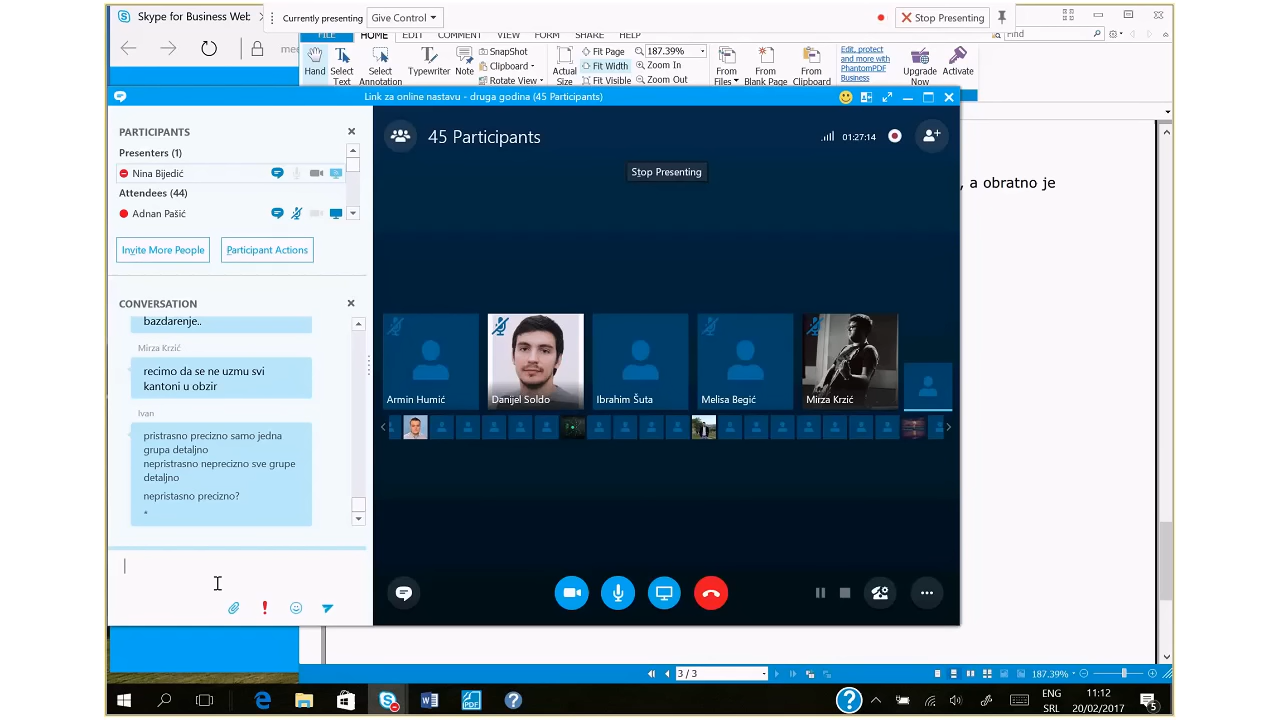 Skype for Business Web
Currently presenting
Give Control
Stop Presenting
FILE
HOME
EDIT
COMMENT
VIEW
FORM
SHARE
HELP
Find
Hand
Select
Text
Select
Annotation
Typewriter
Note
SnapShot
Clipboard
Rotate View
Actual
Size
Fit Page
Fit Width
Fit Visible
187.39%
Zoom In
Zoom Out
From
Files
From
Blank Page
From
Clipboard
Edit, protect
and more with
PhantomPDF
Business
Upgrade
Now
Activate
Link za online nastavu - druga godina (45 Participants)
PARTICIPANTS
Presenters (1)
Nina Bijedić
Attendees (44)
Adnan Pašić
Invite More People
Participant Actions
CONVERSATION
bazdarenje..
Mirza Krzić
recimo da se ne uzmu svi
kantoni u obzir
Ivan
pristrasno precizno samo jedna
grupa detaljno
nepristrasno neprecizno sve grupe
detaljno
nepristasno precizno?
*
45 Participants
01:27:14
Stop Presenting
, a obratno je
Armin Humić
Danijel Soldo
Ibrahim Šuta
Melisa Begić
Mirza Krzić
3 / 3
187.39%
ENG
SRL
11:12
20/02/2017
5